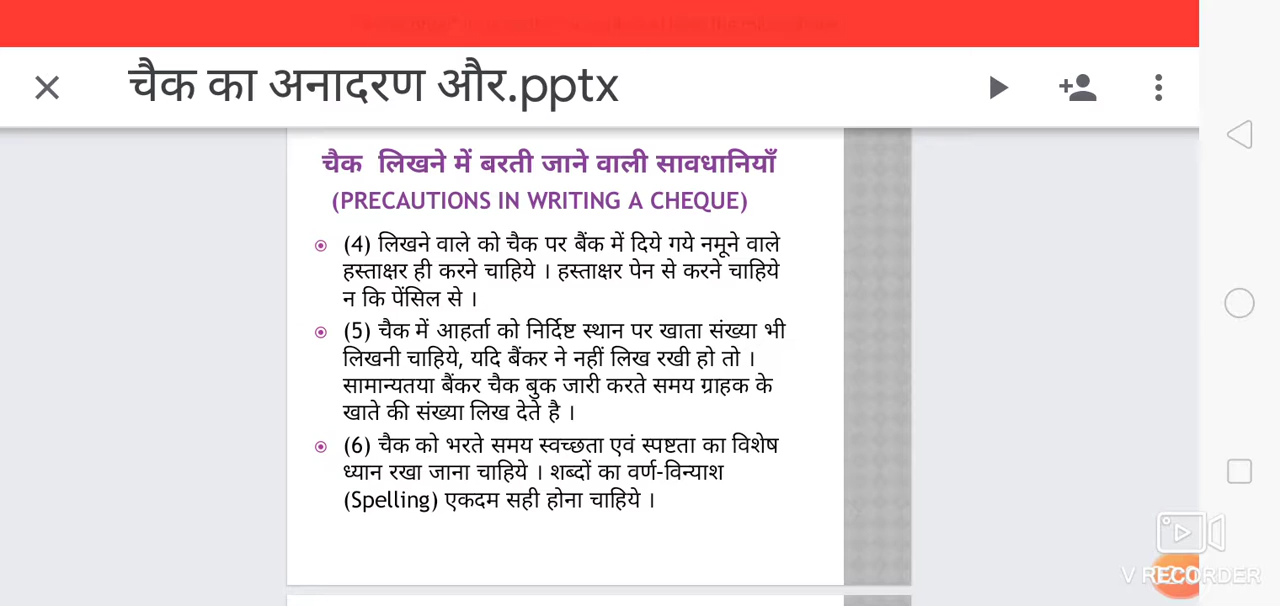 चैक का अनादरण और.pptx
चैक लिखने में बरती जाने वाली सावधानियाँ
(PRECAUTIONS IN WRITING A CHEQUE)
(4) लिखने वाले को चैक पर बैंक में दिये गये नमूने वाले
हस्ताक्षर ही करने चाहिये । हस्ताक्षर पेन से करने चाहिये
न कि पेंसिल से ।
(5) चैक में आहर्ता को निर्दिष्ट स्थान पर खाता संख्या भी
लिखनी चाहिये, यदि बैंकर ने नहीं लिख रखी हो तो ।
सामान्यतया बैंकर चैक बुक जारी करते समय ग्राहक के
खाते की संख्या लिख देते है ।
(6) चैक को भरते समय स्वच्छता एवं स्पष्टता का विशेष
ध्यान रखा जाना चाहिये । शब्दों का वर्ण-विन्याश
(Spelling) एकदम सही होना चाहिये ।
V RECORDER